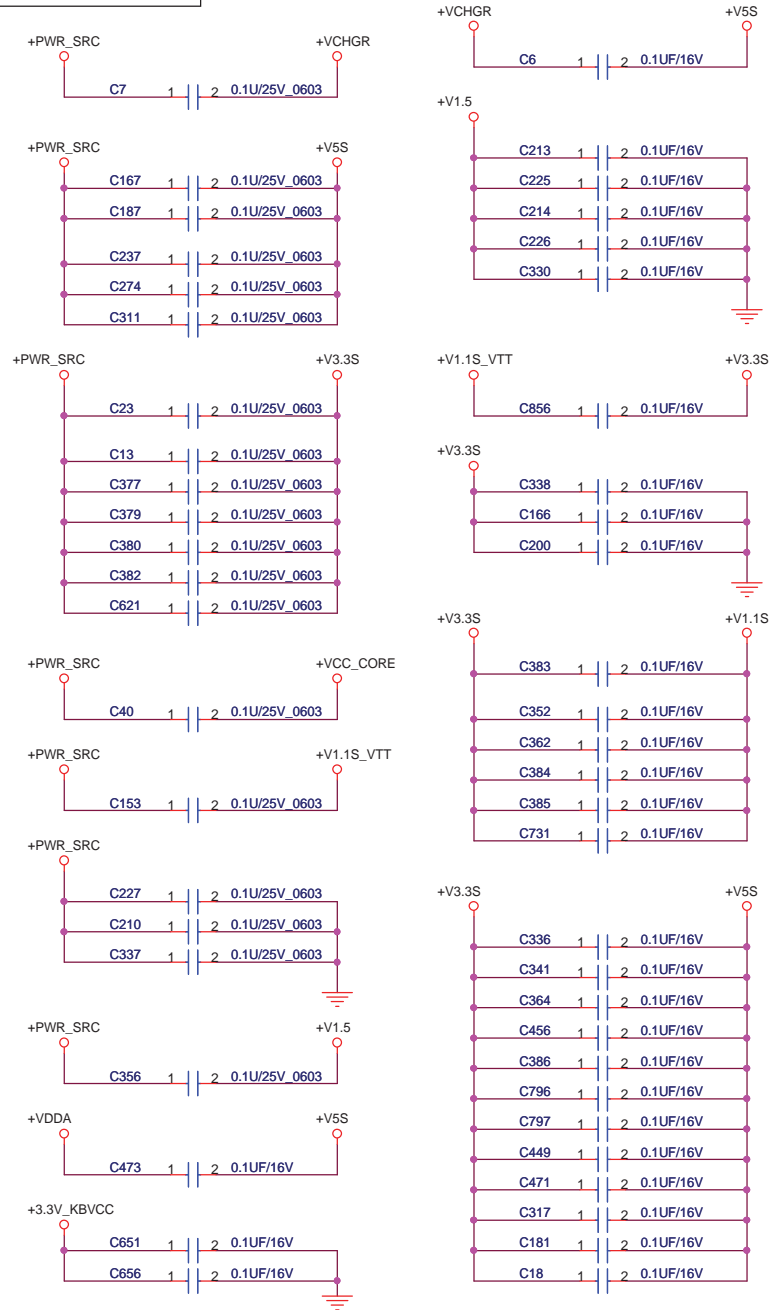 +PWR_SRC +VCHGR
C7 1 2 0.1U/25V_0603
+PWR_SRC +V5S
C167 1 2 0.1U/25V_0603
C187 1 2 0.1U/25V_0603
C237 1 2 0.1U/25V_0603
C274 1 2 0.1U/25V_0603
C311 1 2 0.1U/25V_0603
+PWR_SRC +V3.3S
C23 1 2 0.1U/25V_0603
C13 1 2 0.1U/25V_0603
C377 1 2 0.1U/25V_0603
C379 1 2 0.1U/25V_0603
C380 1 2 0.1U/25V_0603
C382 1 2 0.1U/25V_0603
C621 1 2 0.1U/25V_0603
+PWR_SRC +VCC_CORE
C40 1 2 0.1U/25V_0603
+PWR_SRC +V1.1S_VTT
C153 1 2 0.1U/25V_0603
+PWR_SRC
C227 1 2 0.1U/25V_0603
C210 1 2 0.1U/25V_0603
C337 1 2 0.1U/25V_0603
+PWR_SRC +V1.5
C356 1 2 0.1U/25V_0603
+VDDA +V5S
C473 1 2 0.1UF/16V
+3.3V_KBVCC
C651 1 2 0.1UF/16V
C656 1 2 0.1UF/16V
+VCHGR +V5S
C6 1 2 0.1UF/16V
+V1.5
C213 1 2 0.1UF/16V
C225 1 2 0.1UF/16V
C214 1 2 0.1UF/16V
C226 1 2 0.1UF/16V
C330 1 2 0.1UF/16V
+V1.1S_VTT +V3.3S
C856 1 2 0.1UF/16V
+V3.3S
C338 1 2 0.1UF/16V
C166 1 2 0.1UF/16V
C200 1 2 0.1UF/16V
+V3.3S +V1.1S
C383 1 2 0.1UF/16V
C352 1 2 0.1UF/16V
C362 1 2 0.1UF/16V
C384 1 2 0.1UF/16V
C385 1 2 0.1UF/16V
C731 1 2 0.1UF/16V
+V3.3S +V5S
C336 1 2 0.1UF/16V
C341 1 2 0.1UF/16V
C364 1 2 0.1UF/16V
C456 1 2 0.1UF/16V
C386 1 2 0.1UF/16V
C796 1 2 0.1UF/16V
C797 1 2 0.1UF/16V
C449 1 2 0.1UF/16V
C471 1 2 0.1UF/16V
C317 1 2 0.1UF/16V
C181 1 2 0.1UF/16V
C18 1 2 0.1UF/16V